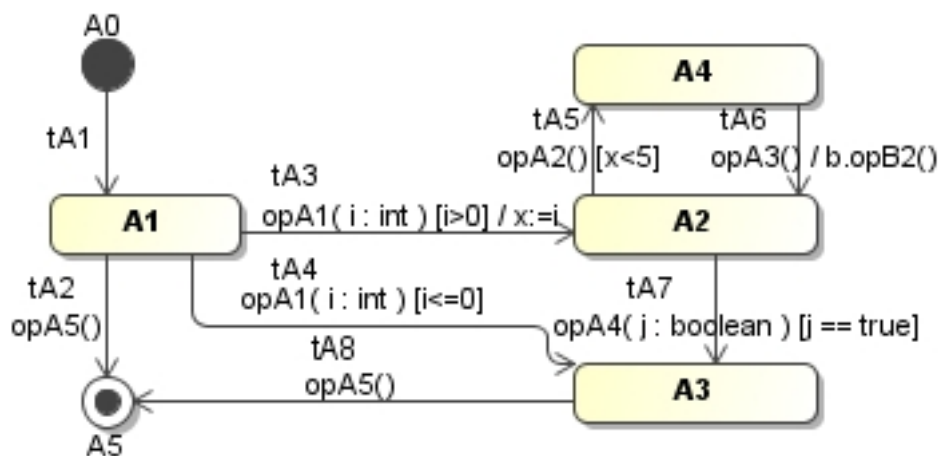 A0
A4
tA1
tA5
tA6
opA2() [x<5]
opA3() / b.opB2()
tA3
A1
opA1( i : int ) [i>0] / x:=i
A2
tA2
tA4
tA7
opA5()
opA1( i : int ) [i<=0]
opA4( j : boolean ) [j == true]
tA8
opA5()
A3
A5